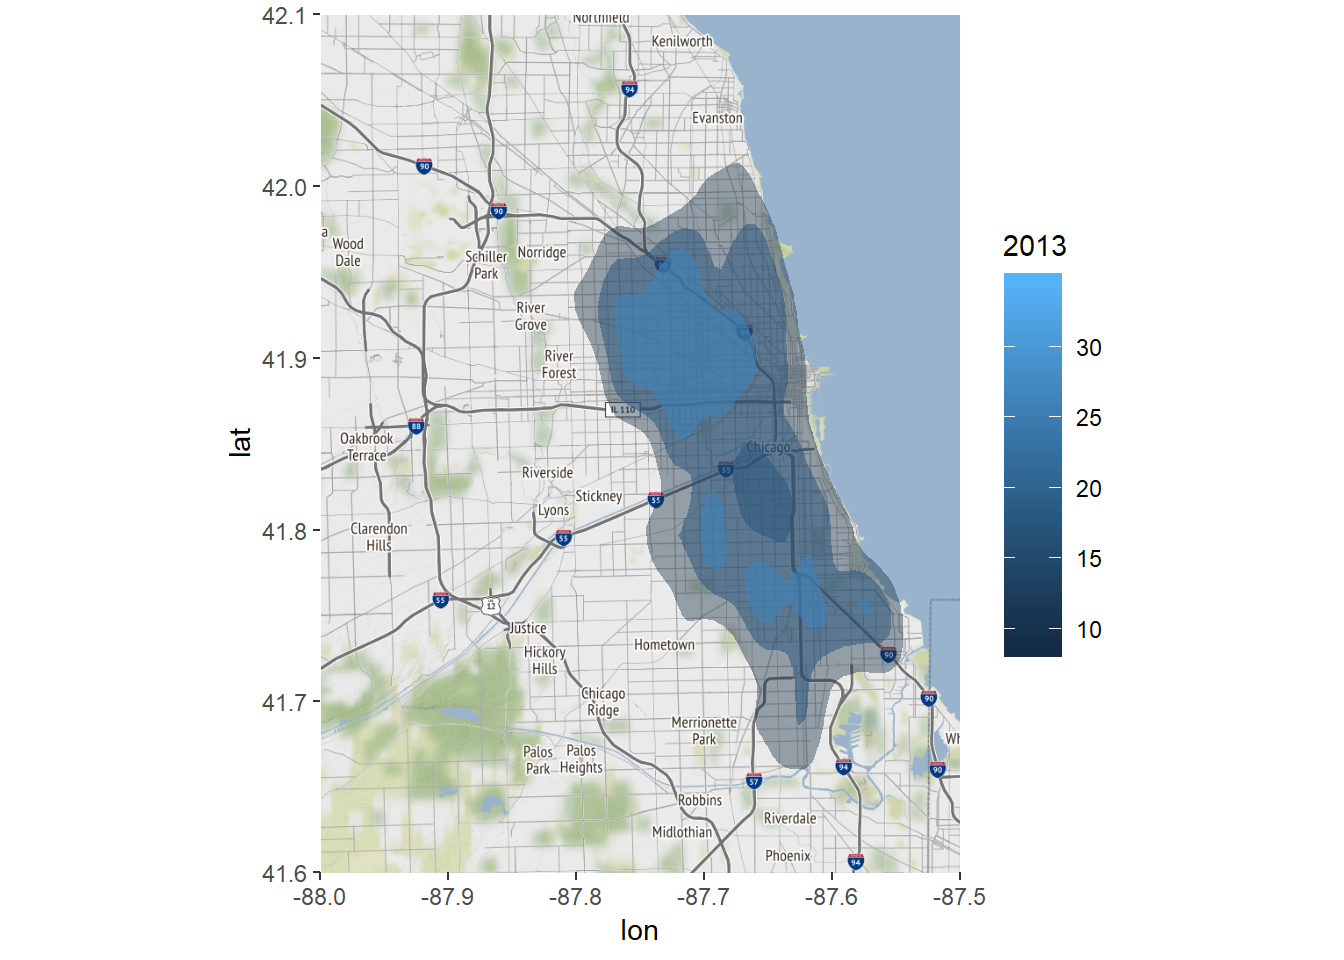 42.1
42.0
41.9
41.8
41.7
41.6
lat
-88.0
-87.9
-87.8
-87.7
-87.6
-87.5
lon
2013
30
25
20
15
10
Northfield
Kenilworth
94
Evanston
90
90
a
Wood
Dale
Schiller
Park
Norridge
River
Grove
River
Forest
IL 110
88
Oakbrook
Terrace
Chicago
Riverside
55
Stickney
55
Lyons
Clarendon
Hills
55
55
US
12
Justice
Hometown
Hickory
Hills
90
Chicago
Ridge
90
Merrionette
Park
Wh
Palos
Park
Palos
Heights
94
90
57
Robbins
Riverdale
Midlothian
Phoenix
94